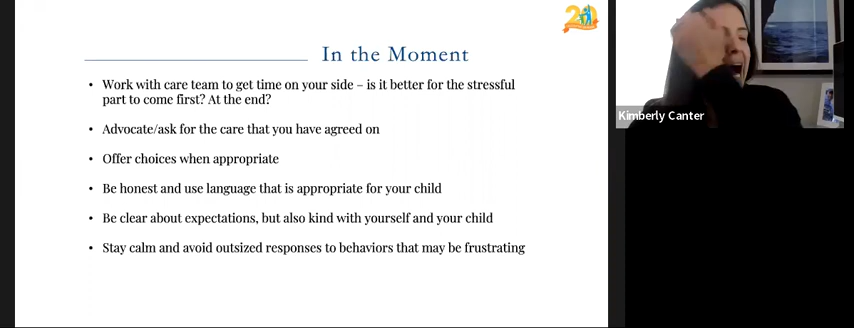 In the Moment
• Work with care team to get time on your side – is it better for the stressful
part to come first? At the end?
• Advocate/ask for the care that you have agreed on
• Offer choices when appropriate
• Be honest and use language that is appropriate for your child
• Be clear about expectations, but also kind with yourself and your child
• Stay calm and avoid outsized responses to behaviors that may be frustrating
20
Kimberly Canter